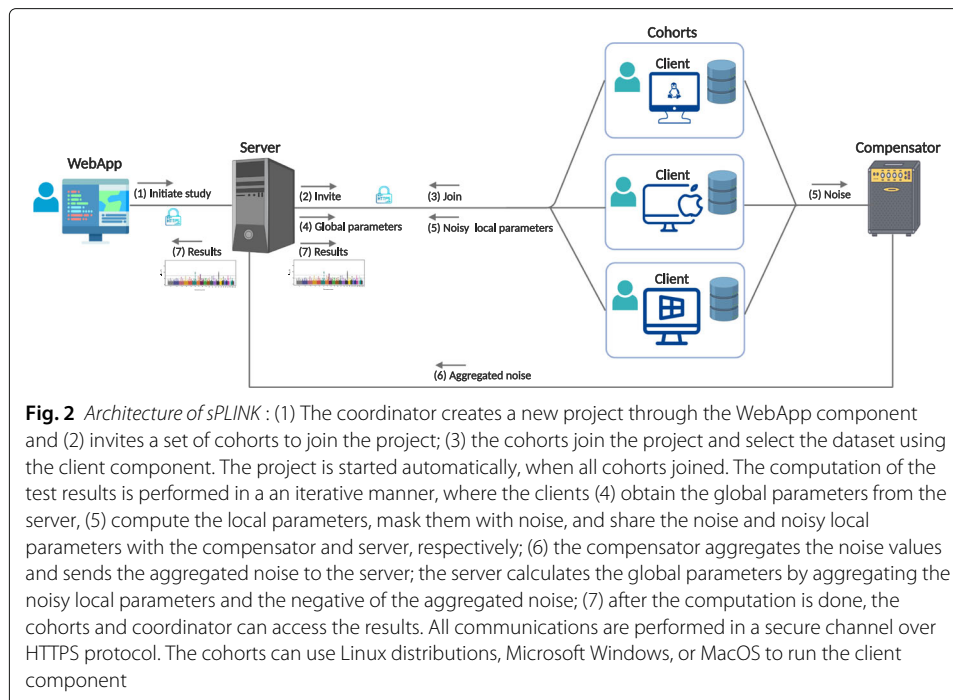 Cohorts
Client
WebApp
Server
Compensator
(1) Initiate study
(2) Invite
(3) Join
Client
(5) Noise
(4) Global parameters
(5) Noisy local parameters
(7) Results
(7) Results
Client
(6) Aggregated noise
Fig. 2 Architecture of sPLINK : (1) The coordinator creates a new project through the WebApp component
and (2) invites a set of cohorts to join the project; (3) the cohorts join the project and select the dataset using
the client component. The project is started automatically, when all cohorts joined. The computation of the
test results is performed in a an iterative manner, where the clients (4) obtain the global parameters from the
server, (5) compute the local parameters, mask them with noise, and share the noise and noisy local
parameters with the compensator and server, respectively; (6) the compensator aggregates the noise values
and sends the aggregated noise to the server; the server calculates the global parameters by aggregating the
noisy local parameters and the negative of the aggregated noise; (7) after the computation is done, the
cohorts and coordinator can access the results. All communications are performed in a secure channel over
HTTPS protocol. The cohorts can use Linux distributions, Microsoft Windows, or MacOS to run the client
component